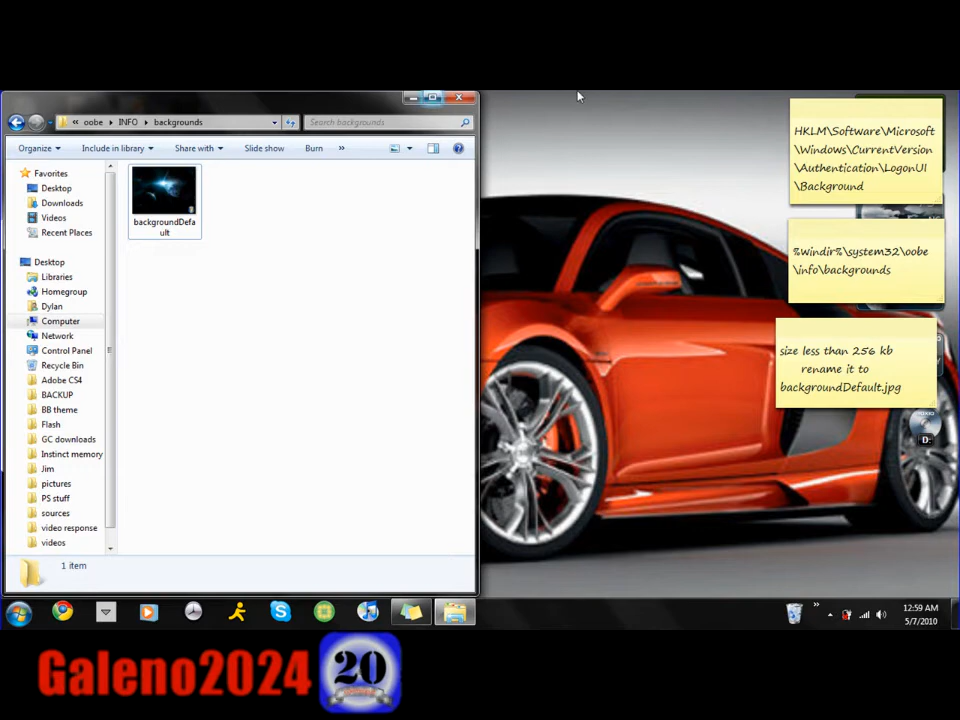 « oobe ▸ INFO ▸ backgrounds
Search backgrounds
Organize
Include in library
Share with
Slide show
Burn
»
Favorites
Desktop
Downloads
Videos
Recent Places
Desktop
Libraries
Homegroup
Dylan
Computer
Network
Control Panel
Recycle Bin
Adobe CS4
BACKUP
BB theme
Flash
GC downloads
Instinct memory
Jim
pictures
PS stuff
sources
video response
videos
backgroundDefa
ult
1 item
HKLM\Software\Microsoft
\Windows\CurrentVersion
\Authentication\LogonUI
\Background
%windir%\system32\oobe
\info\backgrounds
size less than 256 kb
rename it to
backgroundDefault.jpg
D:
12:59 AM
5/7/2010
Galeno2024
20